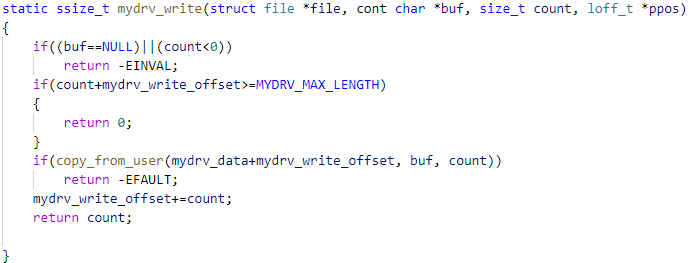 static ssize_t mydrv_write(struct file *file, cont char *buf, size_t count, loff_t *ppos)
{
    if((buf==NULL)||(count<0))
        return -EINVAL;
    if(count+mydrv_write_offset>=MYDRV_MAX_LENGTH)
    {
        return 0;
    }
    if(copy_from_user(mydrv_data+mydrv_write_offset, buf, count))
        return -EFAULT;
    mydrv_write_offset+=count;
    return count;

}